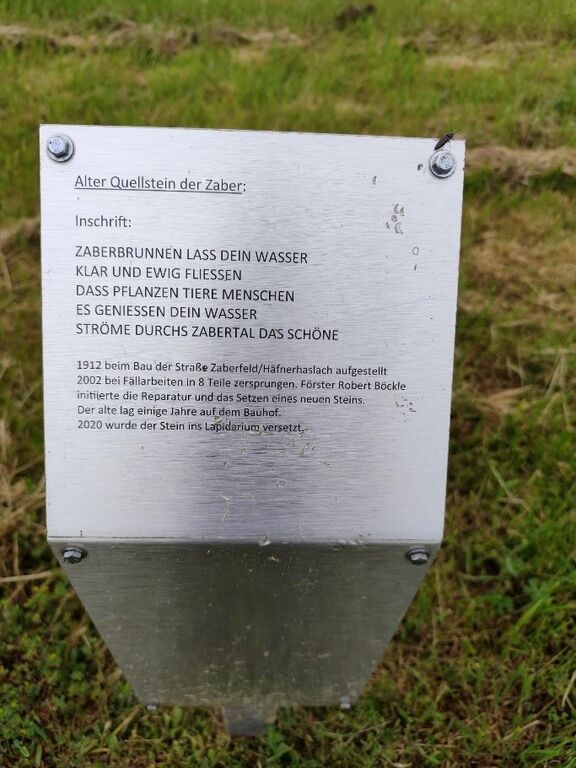 Alter Quellstein der Zaber:
Inschrift:
ZABERBRUNNEN LASS DEIN WASSER
KLAR UND EWIG FLIESSEN
DASS PFLANZEN TIERE MENSCHEN
ES GENIESSEN DEIN WASSER
STRÖME DURCHS ZABERTAL DAS SCHÖNE
1912 beim Bau der Straße Zaberfeld/Häfnerhaslach aufgestellt
2002 bei Fällarbeiten in 8 Teile zersprungen. Förster Robert Böckle
initiierte die Reparatur und das Setzen eines neuen Steins.
Der alte lag einige Jahre auf dem Bauhof.
2020 wurde der Stein ins Lapidarium versetzt.